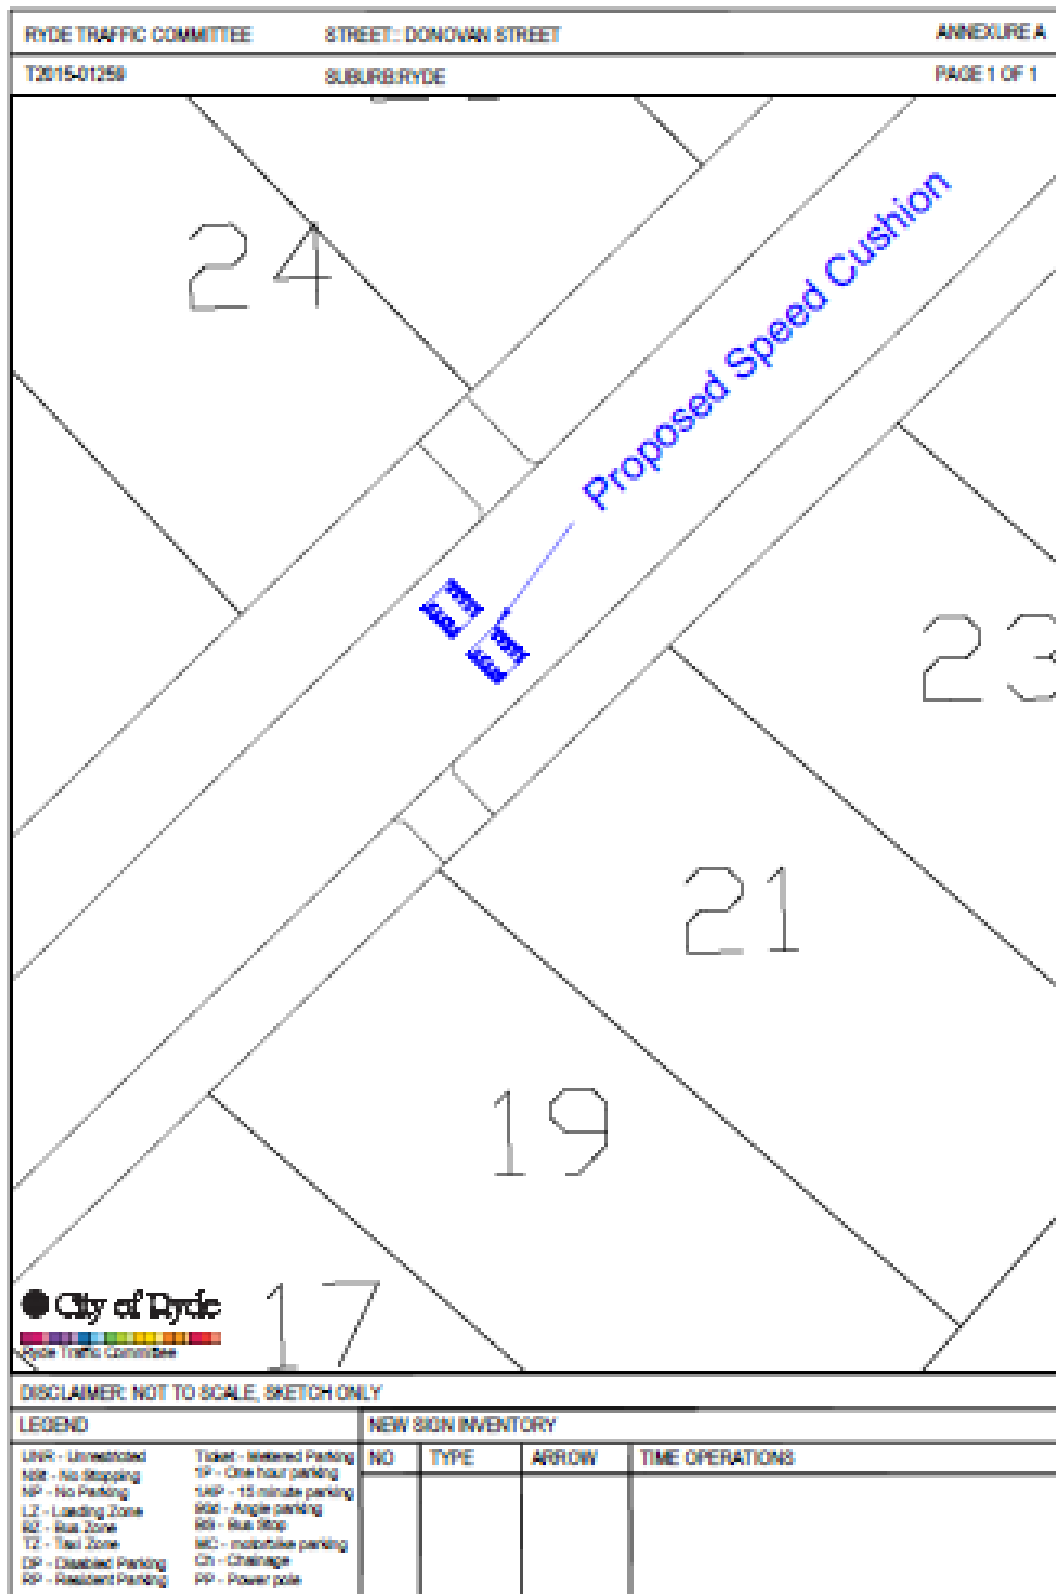 RYDE TRAFFIC COMMITTEE STREET:: DONOVAN STREET ANNEXURE A
T2015-01259 SUBURB:RYDE PAGE 1 OF 1
24
Proposed Speed Cushion
23
21
19
17
City of Ryde
Ryde Traffic Committee
DISCLAIMER: NOT TO SCALE, SKETCH ONLY
LEGEND NEW SIGN INVENTORY
NO TYPE ARROW TIME OPERATIONS
UNR - Unrestricted Ticket - Metered Parking
NSt - No Stopping 1P - One hour parking
NP - No Parking 1/4P - 15 minute parking
LZ - Loading Zone - Angle parking
BZ - Bus Zone BS - Bus Stop
TZ - Taxi Zone MC - motorbike parking
DP - Disabled Parking Ch - Chainage
RP - Resident Parking PP - Power pole